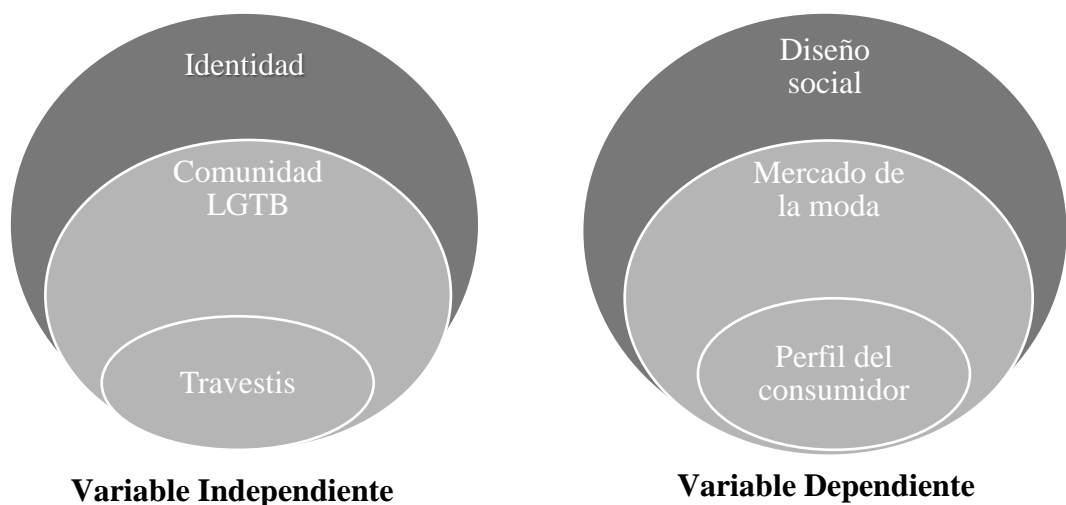 Identidad
Comunidad
LGTB
Travestis
Variable Independiente
Diseño
social
Mercado de
la moda
Perfil del
consumidor
Variable Dependiente